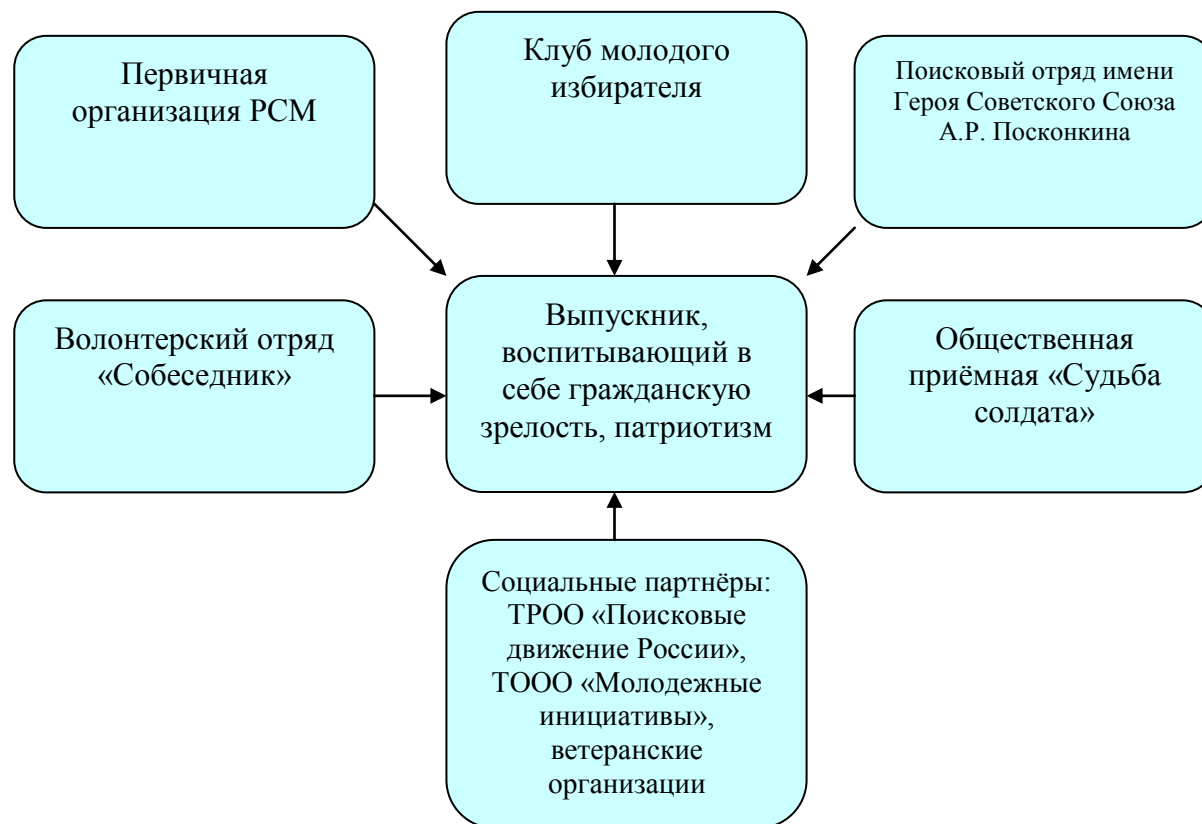 Первичная
организация РСМ
Клуб молодого
избирателя
Поисковый отряд имени
Героя Советского Союза
А.Р. Посконкина
Волонтерский отряд
«Собеседник»
Выпускник,
воспитывающий в
себе гражданскую
зрелость, патриотизм
Общественная
приёмная «Судьба
солдата»
Социальные партнёры:
ТРОО «Поисковые
движение России»,
ТООО «Молодежные
инициативы»,
ветеранские
организации